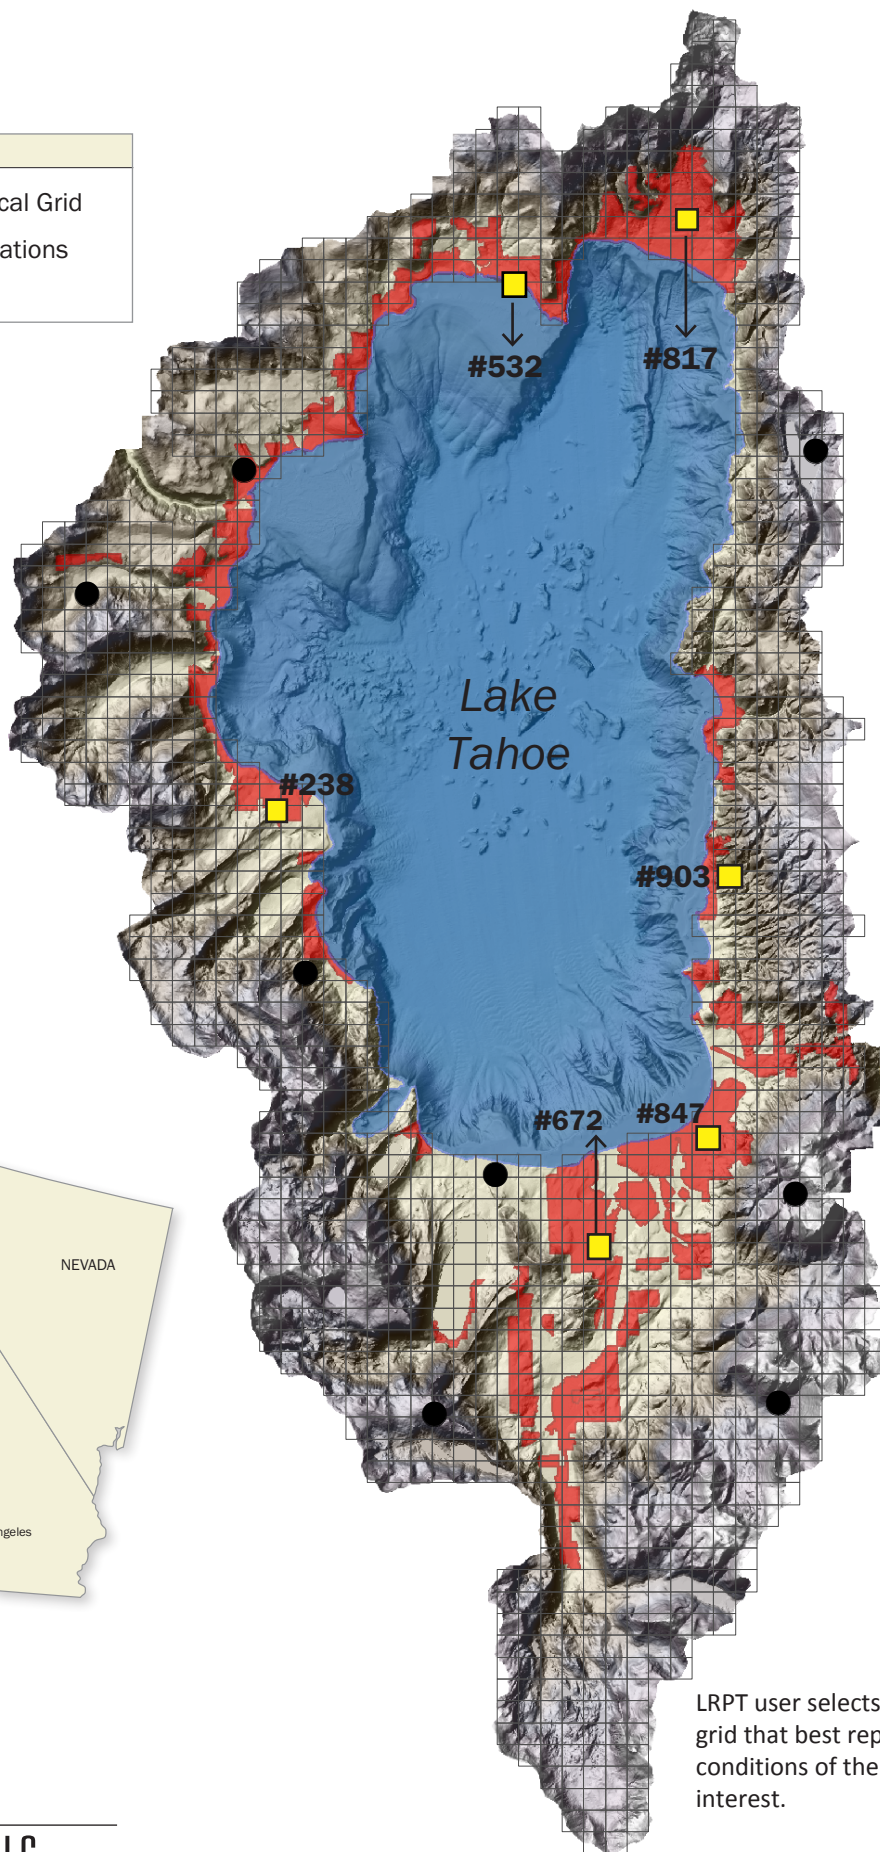 cal Grid
ations
#532
#817
Lake
Tahoe
#238
#903
#672
#847
NEVADA
ngeles
LRPT user selects
grid that best rep
conditions of the
interest.
LLC